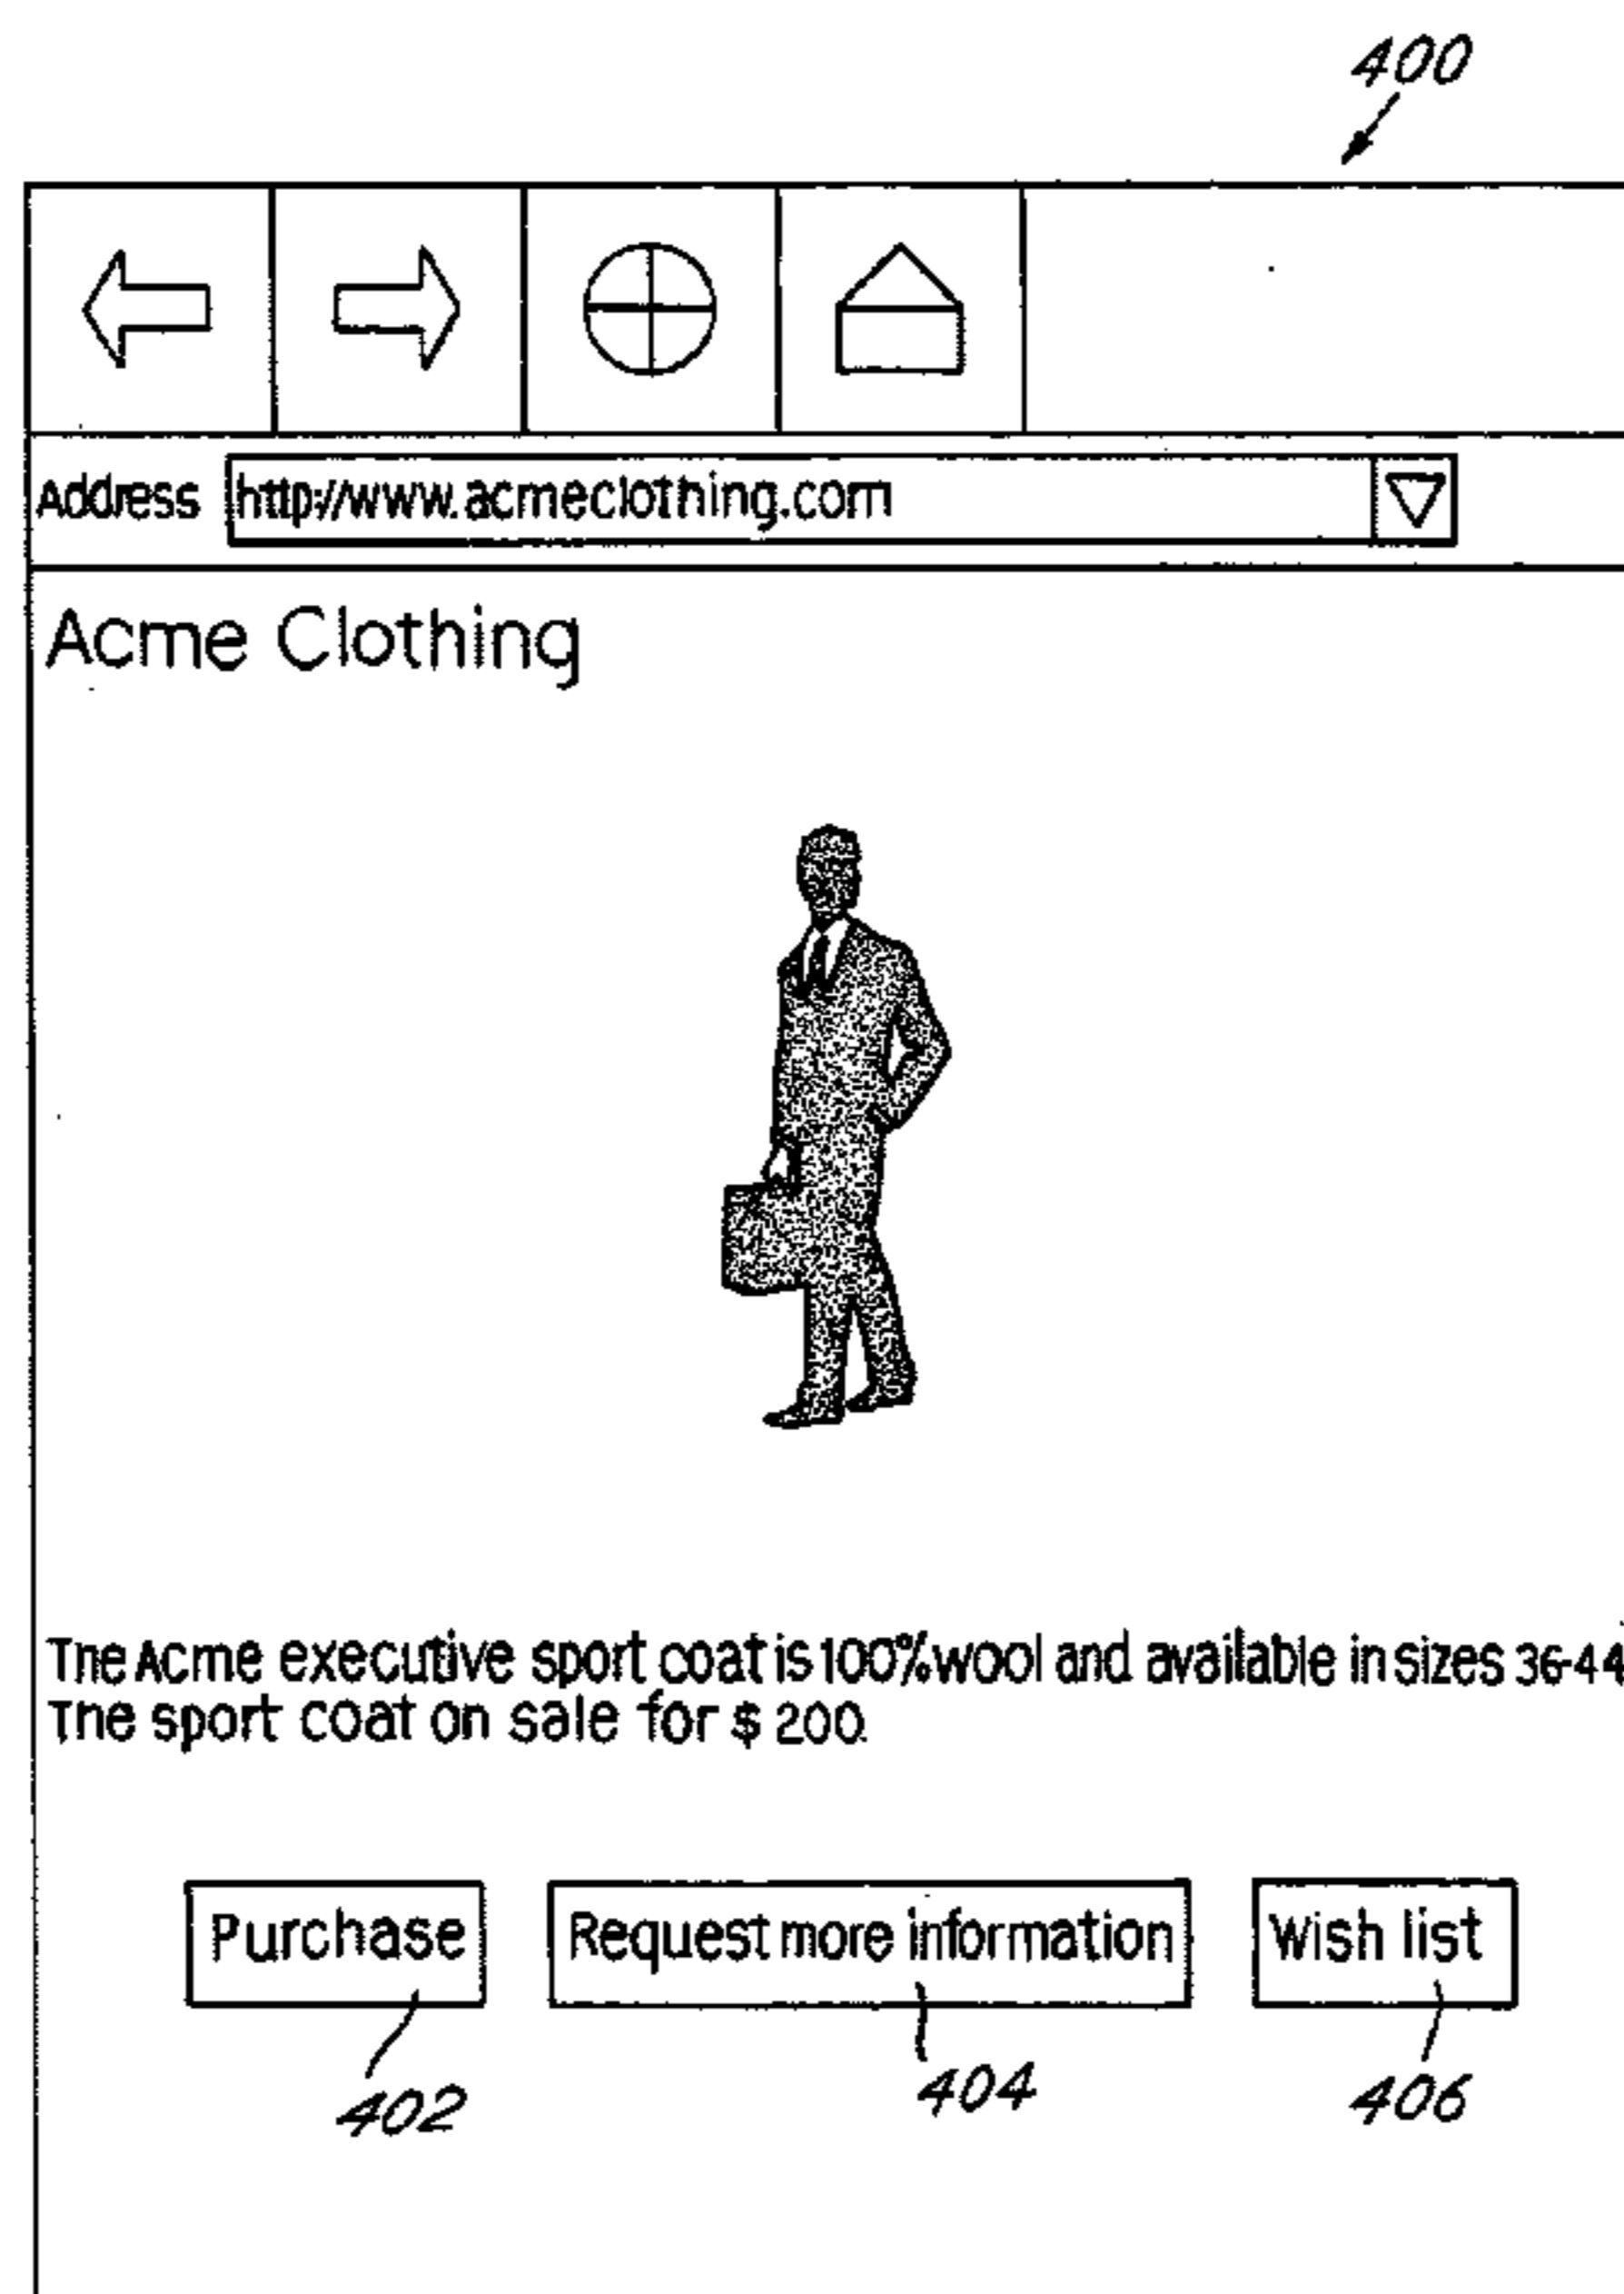 400
Address http://www.acmeclothing.com
Acme Clothing
The Acme executive sport coat is 100% wool and available in sizes 36-44
The sport coat on sale for $ 200.
Purchase Request more information Wish list
402 404 406